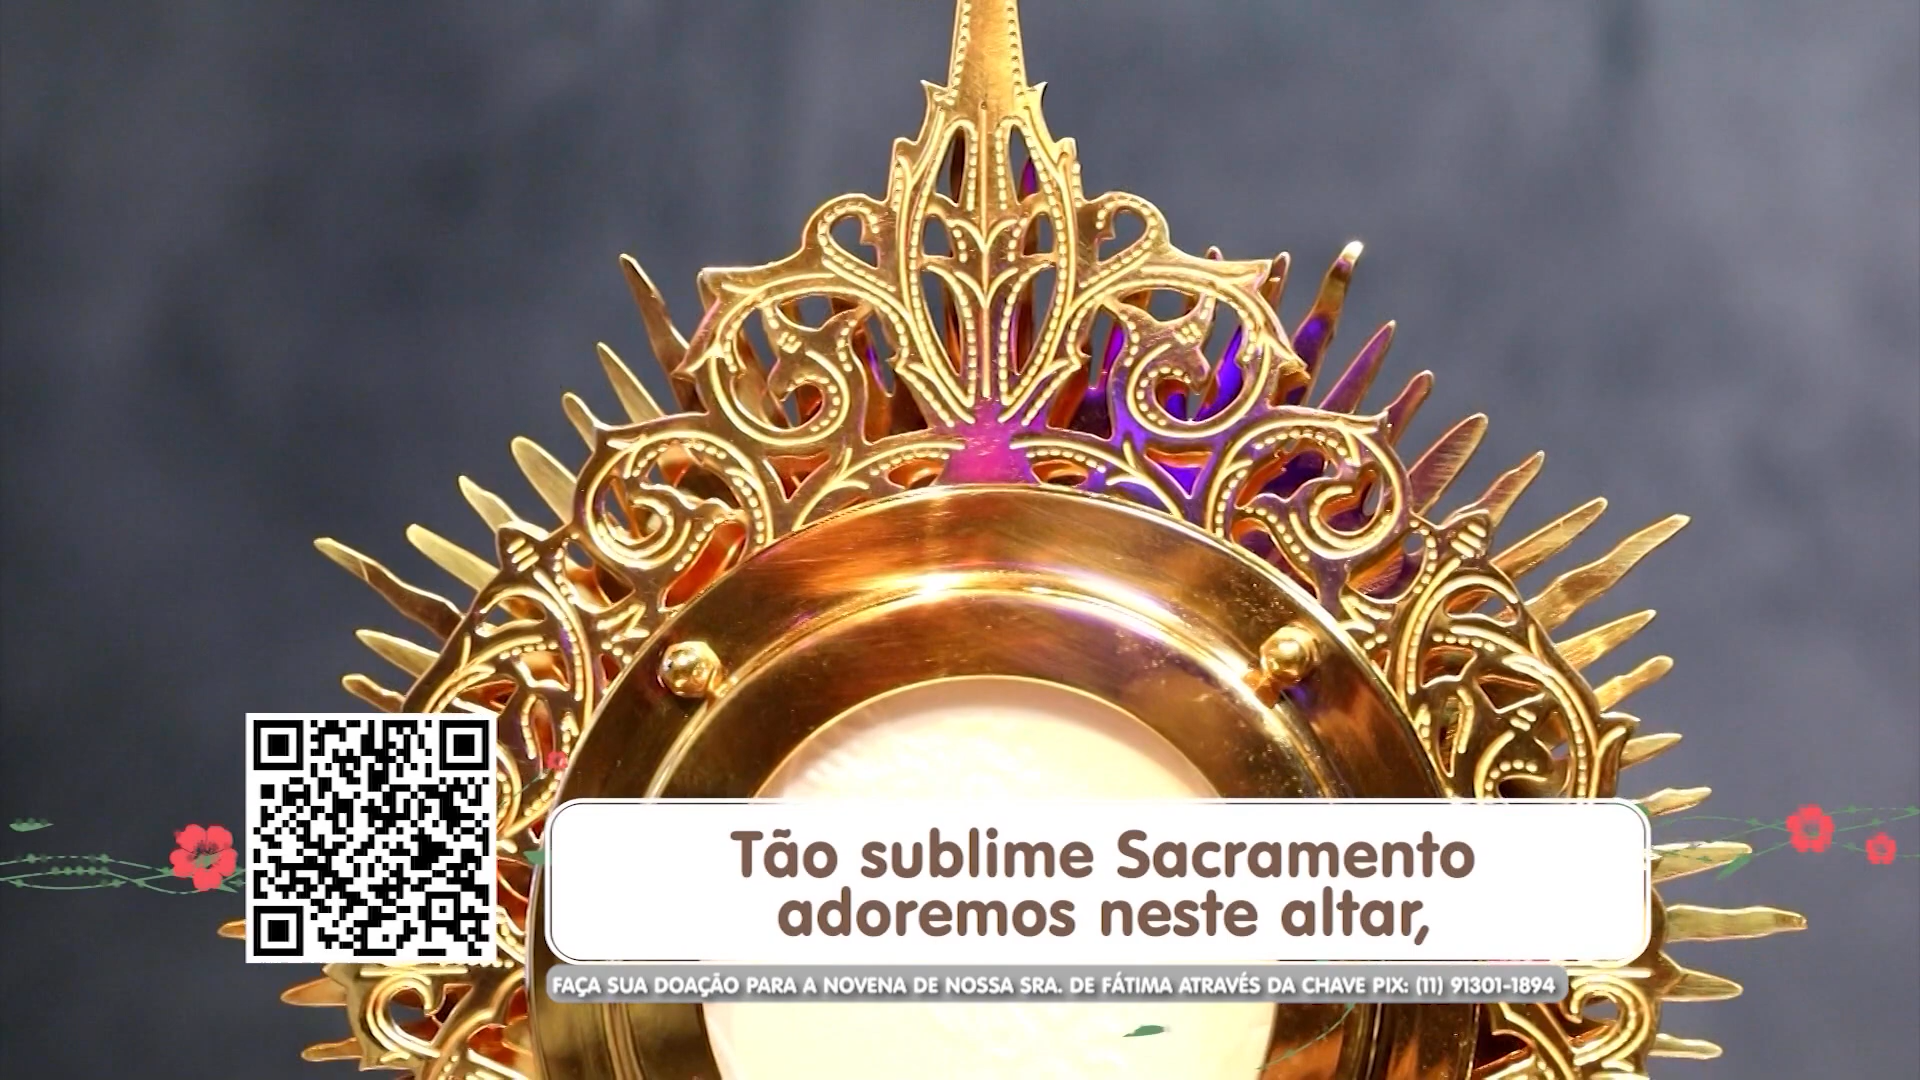 Tão sublime Sacramento
adoremos neste altar,
FAÇA SUA DOAÇÃO PARA A NOVENA DE NOSSA SRA. DE FÁTIMA ATRAVÉS DA CHAVE PIX: (11) 91301-1894